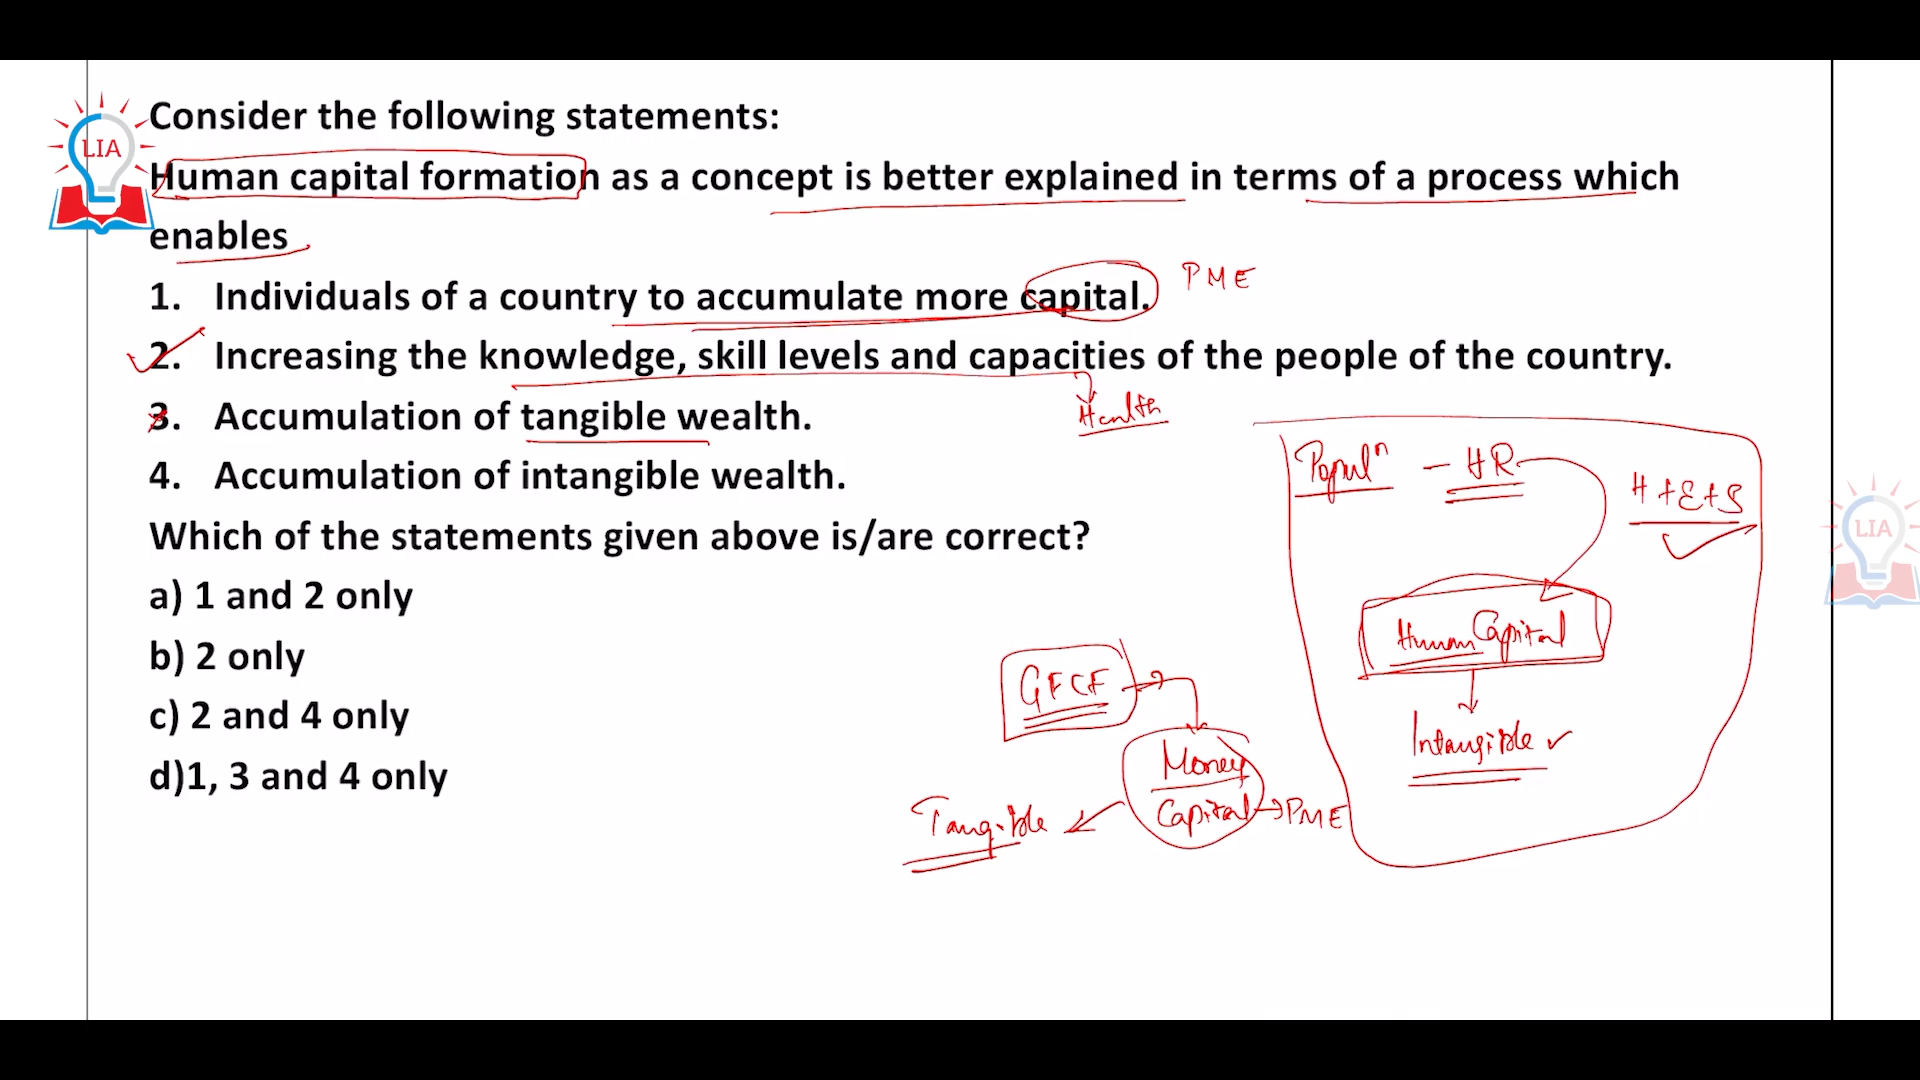 LIA
Consider the following statements:
Human capital formation as a concept is better explained in terms of a process which
enables
1. Individuals of a country to accumulate more capital.
PME
2. Increasing the knowledge, skill levels and capacities of the people of the country.
Health
3. Accumulation of tangible wealth.
4. Accumulation of intangible wealth.
Which of the statements given above is/are correct?
a) 1 and 2 only
b) 2 only
c) 2 and 4 only
d)1, 3 and 4 only
Populⁿ - HR
H+E+S
LIA
Human Capital
Intangible
GFCF
Money
Capital → PME
Tangible